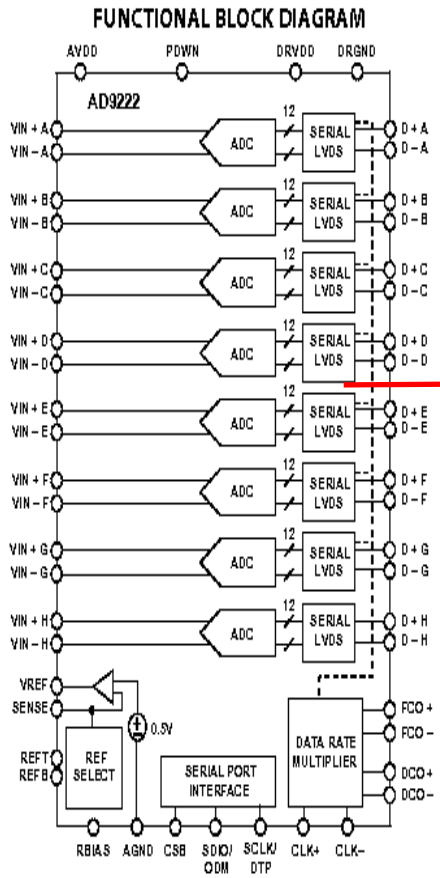 FUNCTIONAL BLOCK DIAGRAM
AVDD PDWN DRVDD DRGND
AD9222
12
VIN + A ADC SERIAL LVDS D + A
VIN – A D – A
12
VIN + B ADC SERIAL LVDS D + B
VIN – B D – B
12
VIN + C ADC SERIAL LVDS D + C
VIN – C D – C
12
VIN + D ADC SERIAL LVDS D + D
VIN – D D – D
12
VIN + E ADC SERIAL LVDS D + E
VIN – E D – E
12
VIN + F ADC SERIAL LVDS D + F
VIN – F D – F
12
VIN + G ADC SERIAL LVDS D + G
VIN – G D – G
12
VIN + H ADC SERIAL LVDS D + H
VIN – H D – H
VREF
SENSE
0.5V
REFT
REFB
REF
SELECT
SERIAL PORT
INTERFACE
DATA RATE
MULTIPLIER
FCO +
FCO –
DCO +
DCO –
RBIAS AGND CSB SDIO/ODM SCLK/DTP CLK+ CLK–